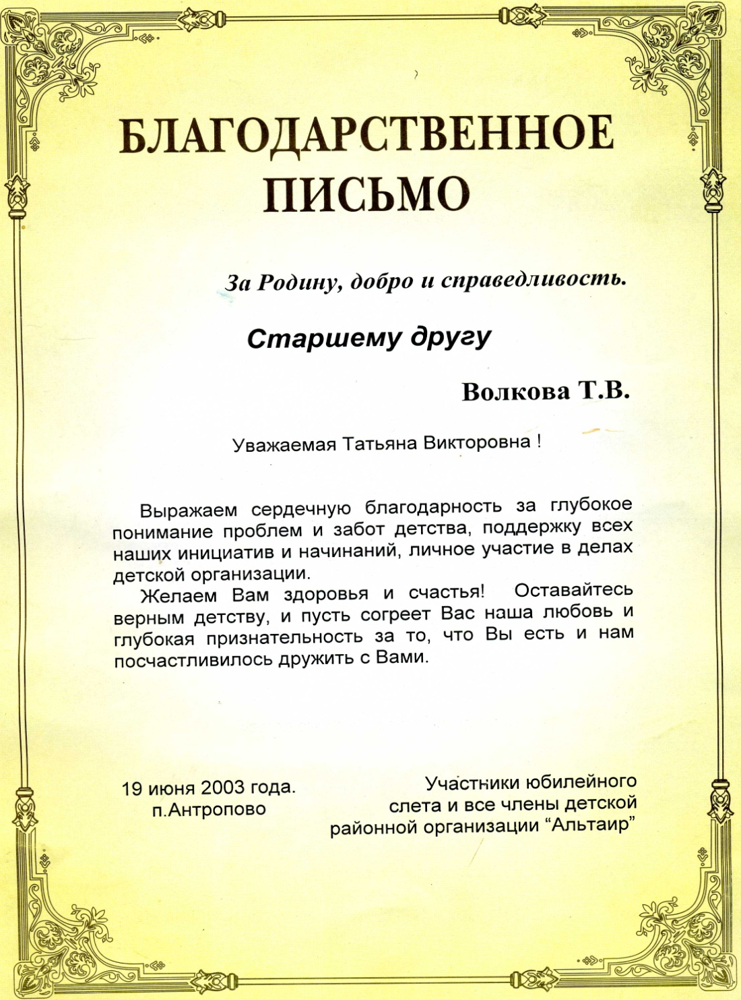 БЛАГОДАРСТВЕННОЕ
ПИСЬМО
За Родину, добро и справедливость.
Старшему другу
Волкова Т.В.
Уважаемая Татьяна Викторовна !
Выражаем сердечную благодарность за глубокое
понимание проблем и забот детства, поддержку всех
наших инициатив и начинаний, личное участие в делах
детской организации.
Желаем Вам здоровья и счастья! Оставайтесь
верным детству, и пусть согреет Вас наша любовь и
глубокая признательность за то, что Вы есть и нам
посчастливилось дружить с Вами.
19 июня 2003 года.
п.Антропово
Участники юбилейного
слета и все члены детской
районной организации “Альтаир”